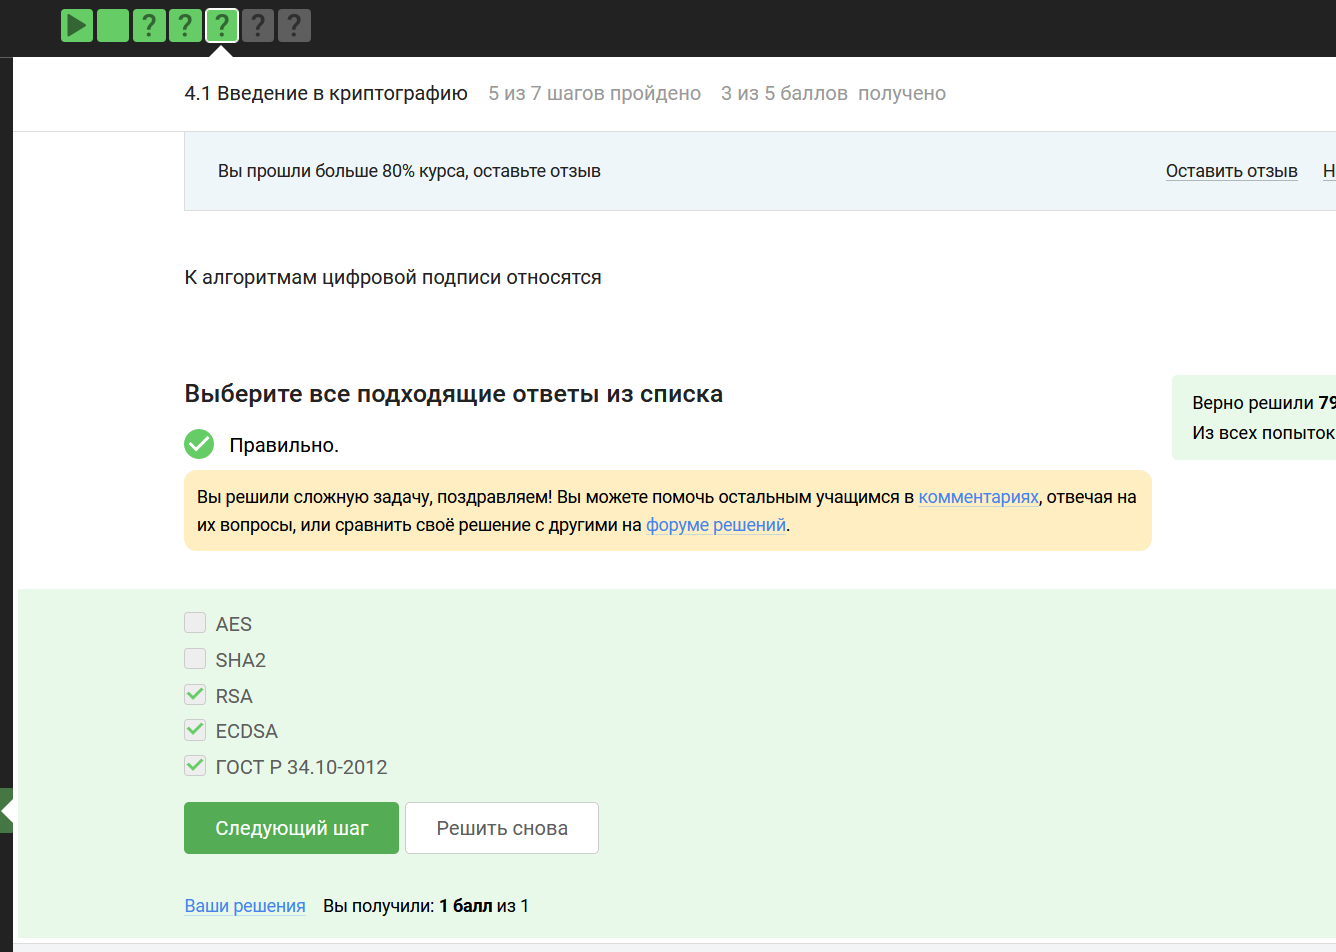 ? ? ? ? ?
4.1 Введение в криптографию 5 из 7 шагов пройдено 3 из 5 баллов получено
Вы прошли больше 80% курса, оставьте отзыв Оставить отзыв Н
К алгоритмам цифровой подписи относятся
Выберите все подходящие ответы из списка
Верно решили 79
Из всех попыток
Правильно.
Вы решили сложную задачу, поздравляем! Вы можете помочь остальным учащимся в комментариях, отвечая на
их вопросы, или сравнить своё решение с другими на форуме решений.
AES
SHA2
RSA
ECDSA
ГОСТ Р 34.10-2012
Следующий шаг Решить снова
Ваши решения Вы получили: 1 балл из 1